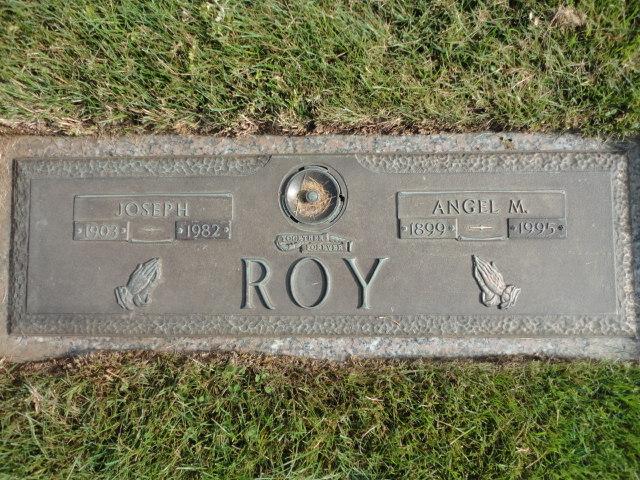 JOSEPH
1903 1982
TOGETHER
FOREVER
ROY
ANGEL M.
1899 1995